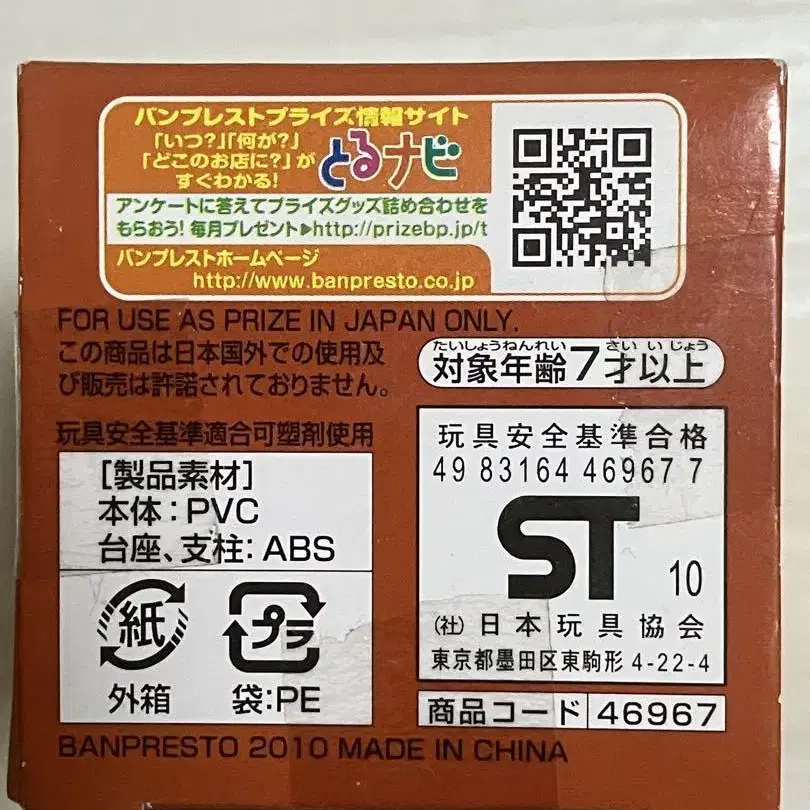 バンプレストプライズ情報サイト
「いつ?」「何が?」
「どこのお店に?」が
すぐわかる!
とるナビ
アンケートに答えてプライズグッズ詰め合わせを
もらおう! 毎月プレゼント▶http://prizebp.jp/t
バンプレストホームページ
http://www.banpresto.co.jp
FOR USE AS PRIZE IN JAPAN ONLY.
この商品は日本国外での使用及
び販売は許諾されておりません。
たいしょうねんれい さいいじょう
対象年齢7才以上
玩具安全基準適合可塑剤使用
[製品素材]
本体:PVC
台座、支柱:ABS
紙
外箱
プラ
袋:PE
玩具安全基準合格
49 83164 46967 7
ST
10
(社)日本玩具協会
東京都墨田区東駒形 4-22-4
商品コード 46967
BANPRESTO 2010 MADE IN CHINA